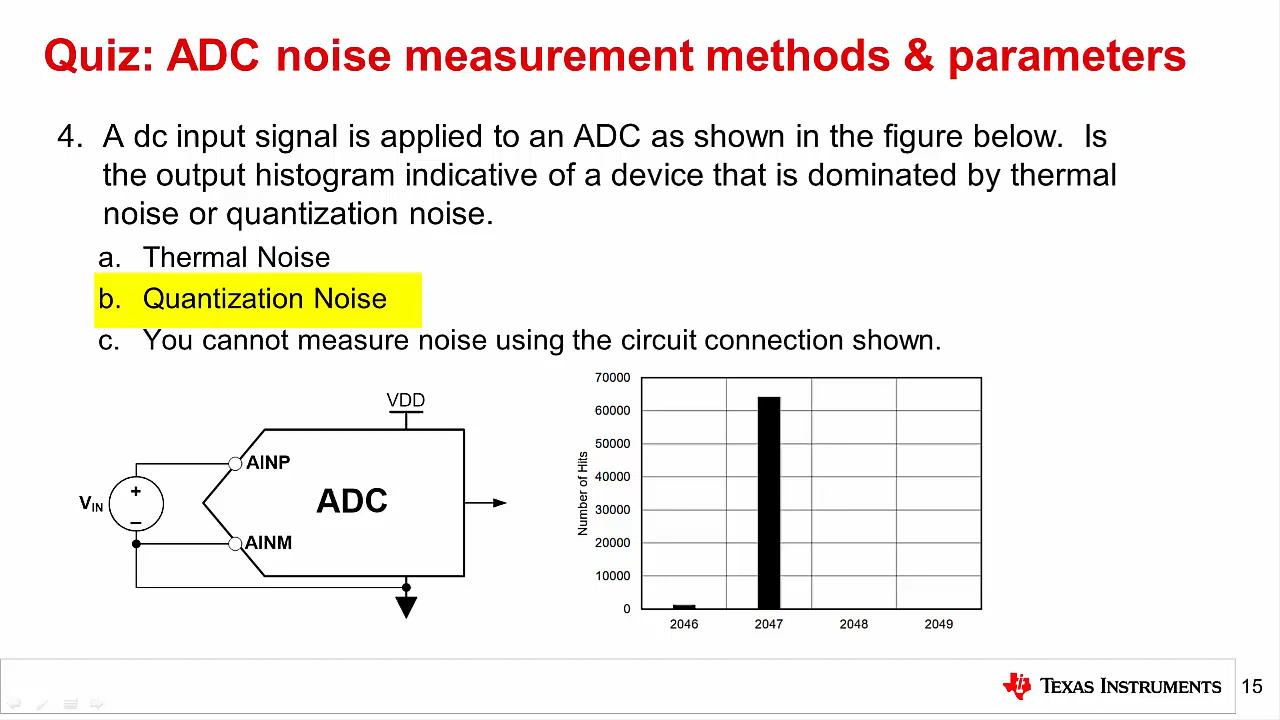 Quiz: ADC noise measurement methods & parameters
4. A dc input signal is applied to an ADC as shown in the figure below. Is
the output histogram indicative of a device that is dominated by thermal
noise or quantization noise.
a. Thermal Noise
b. Quantization Noise
c. You cannot measure noise using the circuit connection shown.
VDD
AINP
ADC
VIN
+
–
AINM
70000
60000
50000
40000
30000
20000
10000
0
Number of Hits
2046 2047 2048 2049
TEXAS INSTRUMENTS 15